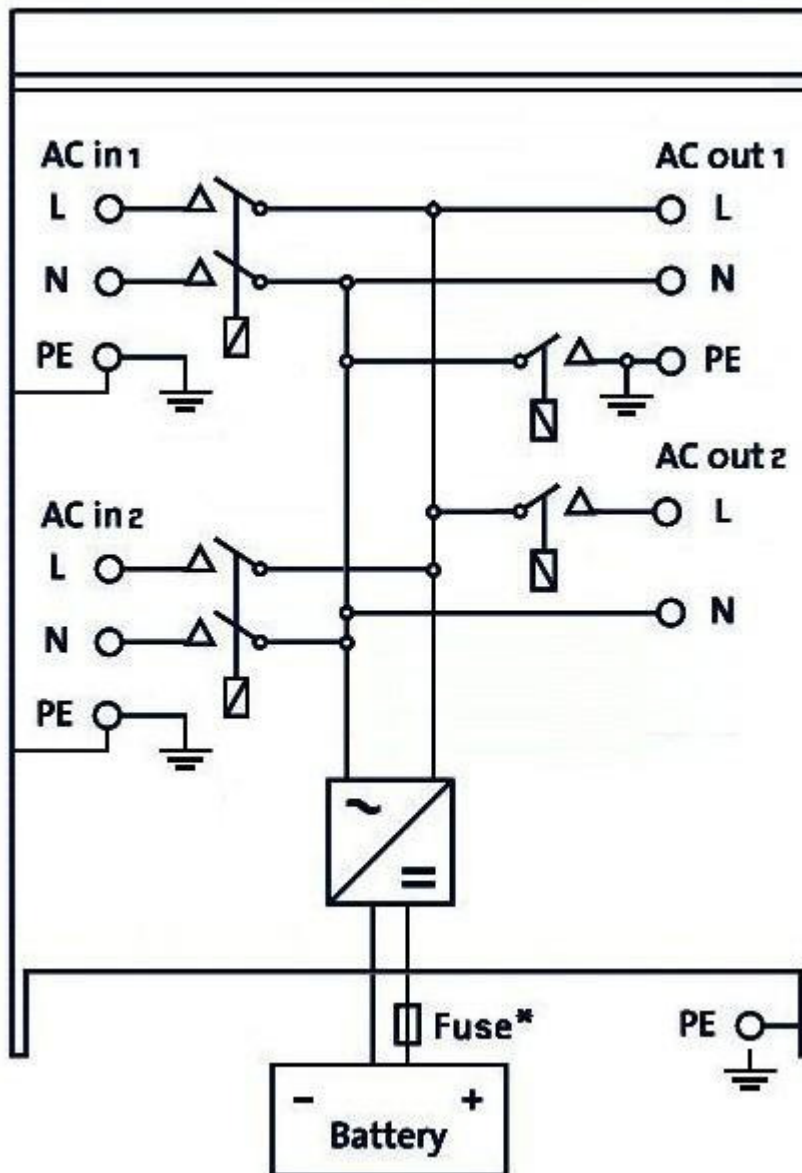 AC in 1
AC out 1
L
L
N
N
PE
PE
AC out 2
AC in 2
L
L
N
N
PE
Fuse*
PE
- +
Battery